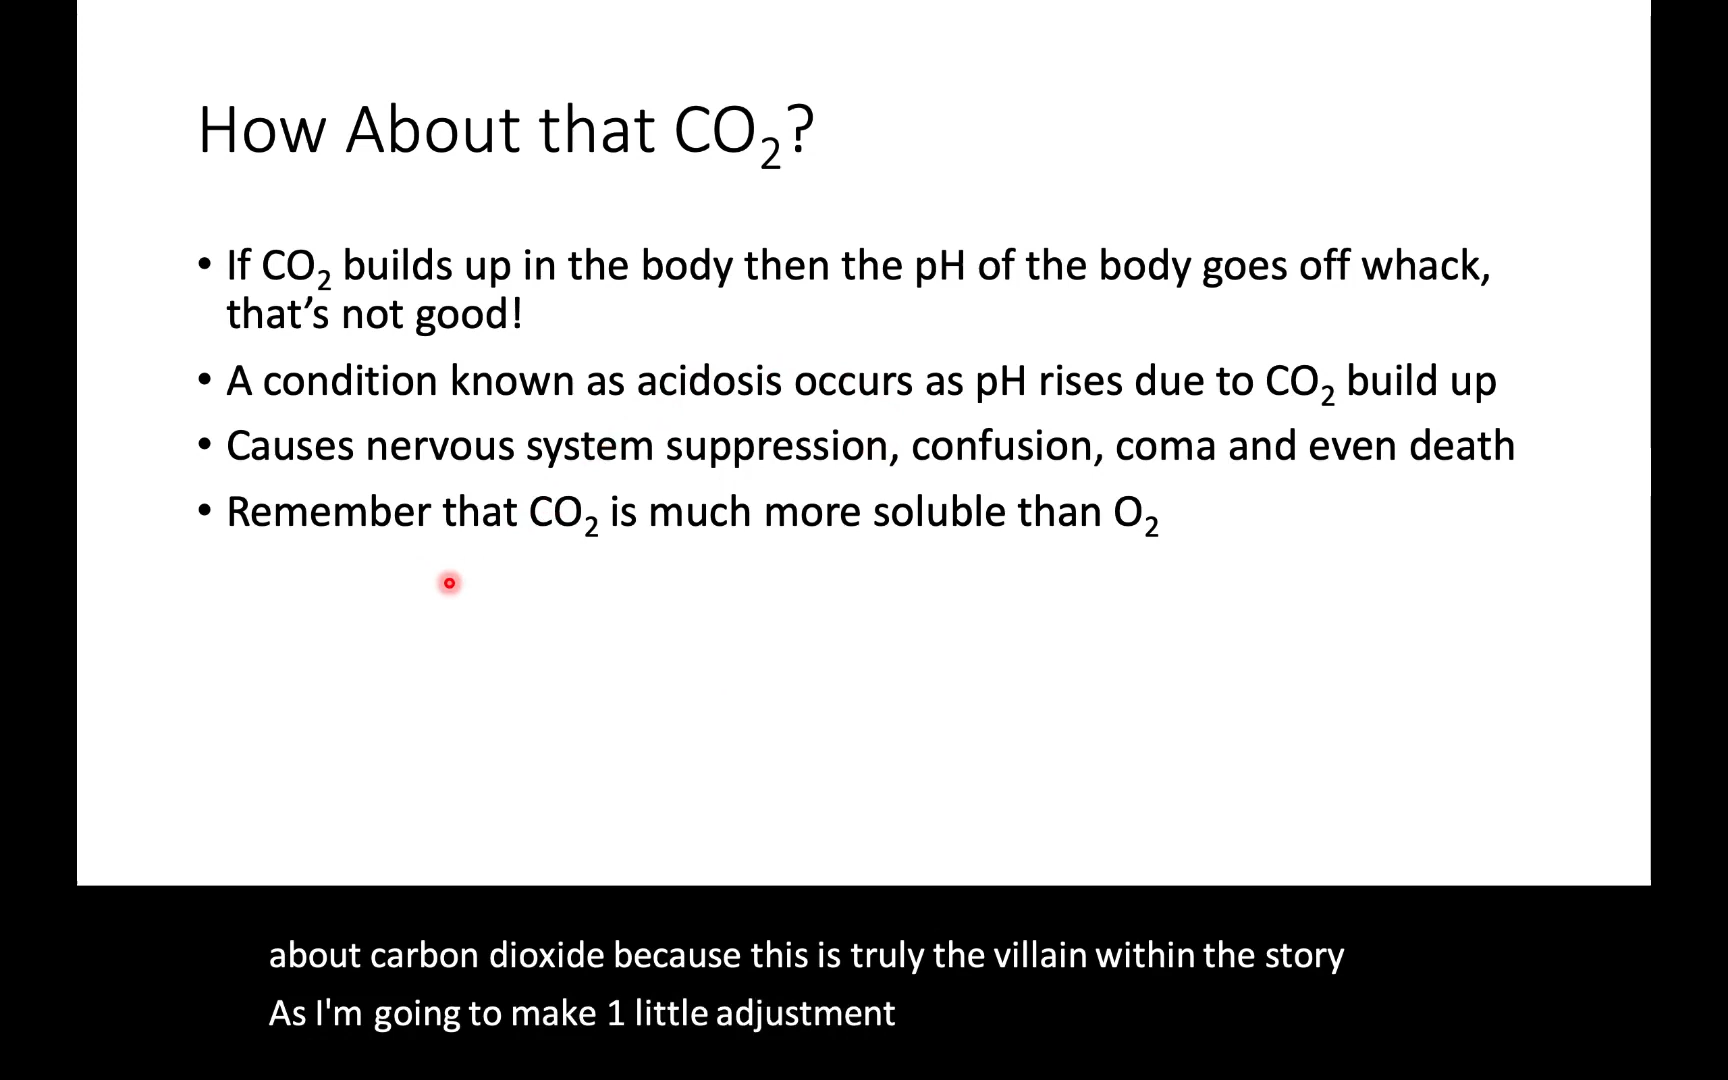 How About that CO₂?
• If CO₂ builds up in the body then the pH of the body goes off whack,
that’s not good!
• A condition known as acidosis occurs as pH rises due to CO₂ build up
• Causes nervous system suppression, confusion, coma and even death
• Remember that CO₂ is much more soluble than O₂
about carbon dioxide because this is truly the villain within the story
As I'm going to make 1 little adjustment